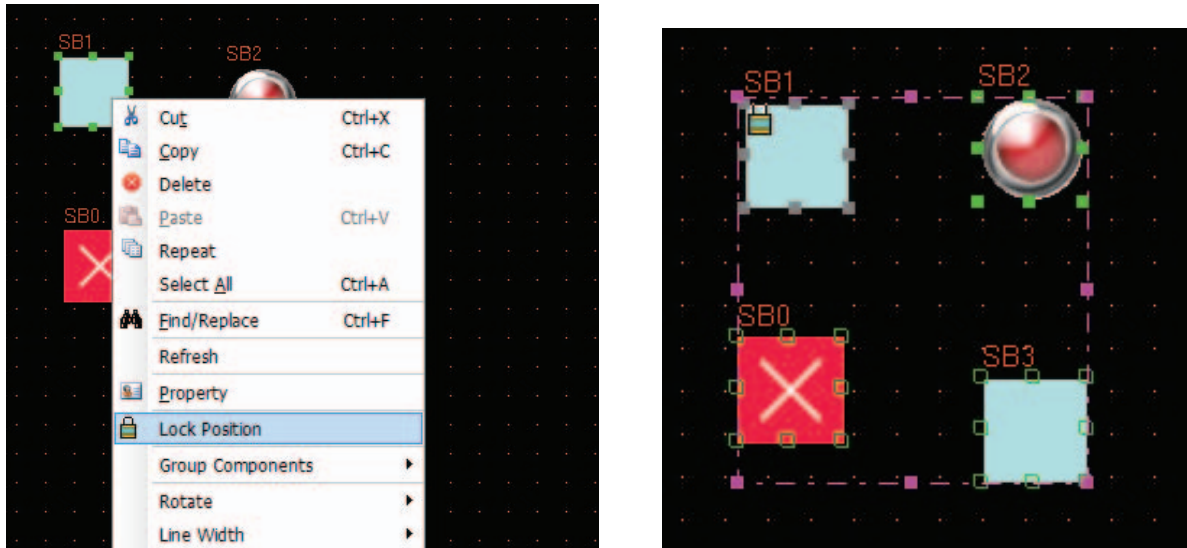 SB1
SB2
Cut Ctrl+X
Copy Ctrl+C
Delete
Paste Ctrl+V
Repeat
Select All Ctrl+A
Find/Replace Ctrl+F
Refresh
Property
Lock Position
Group Components
Rotate
Line Width
SB0
SB1
SB2
SB0
SB3